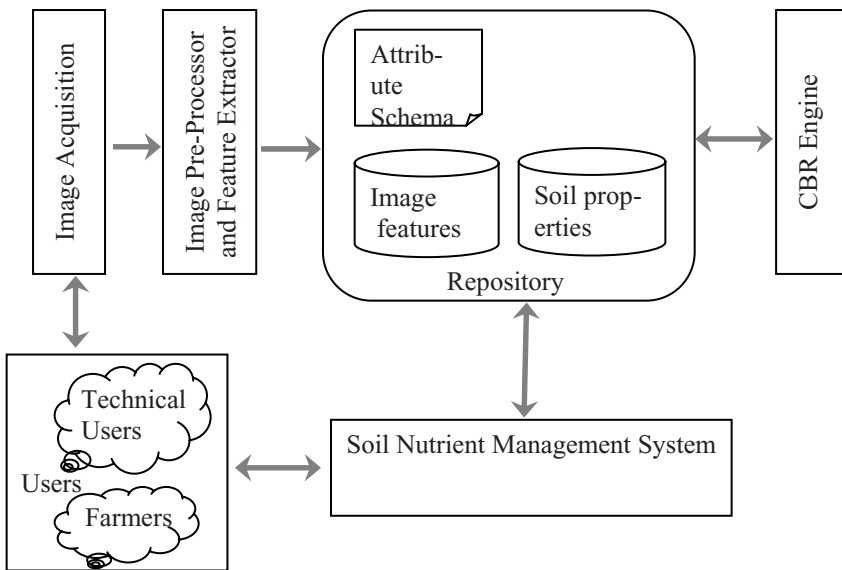 Image Acquisition
Image Pre-Processor
and Feature Extractor
Attrib-
ute
Schema
Image
features
Soil prop-
erties
Repository
CBR Engine
Technical
Users
Users
Farmers
Soil Nutrient Management System